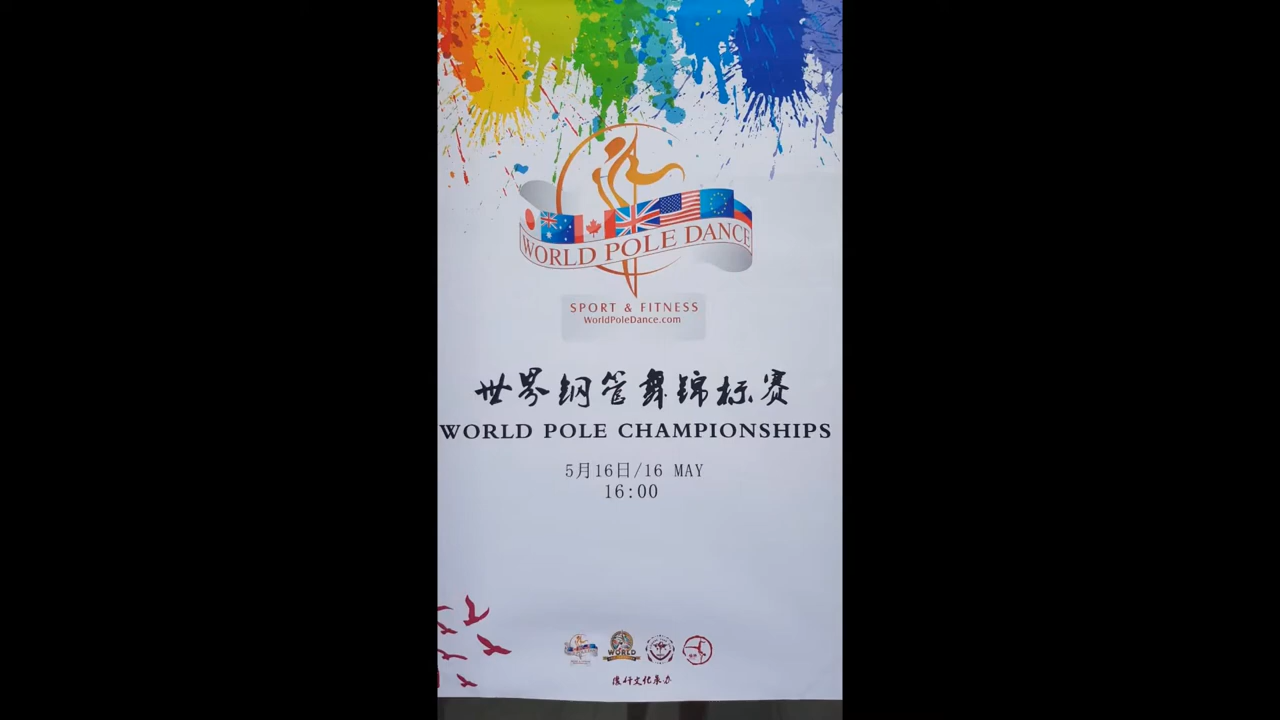 WORLD POLE DANCE
SPORT & FITNESS
WorldPoleDance.com
世界钢管舞锦标赛
WORLD POLE CHAMPIONSHIPS
5月16日/16 MAY
16:00
WORLD